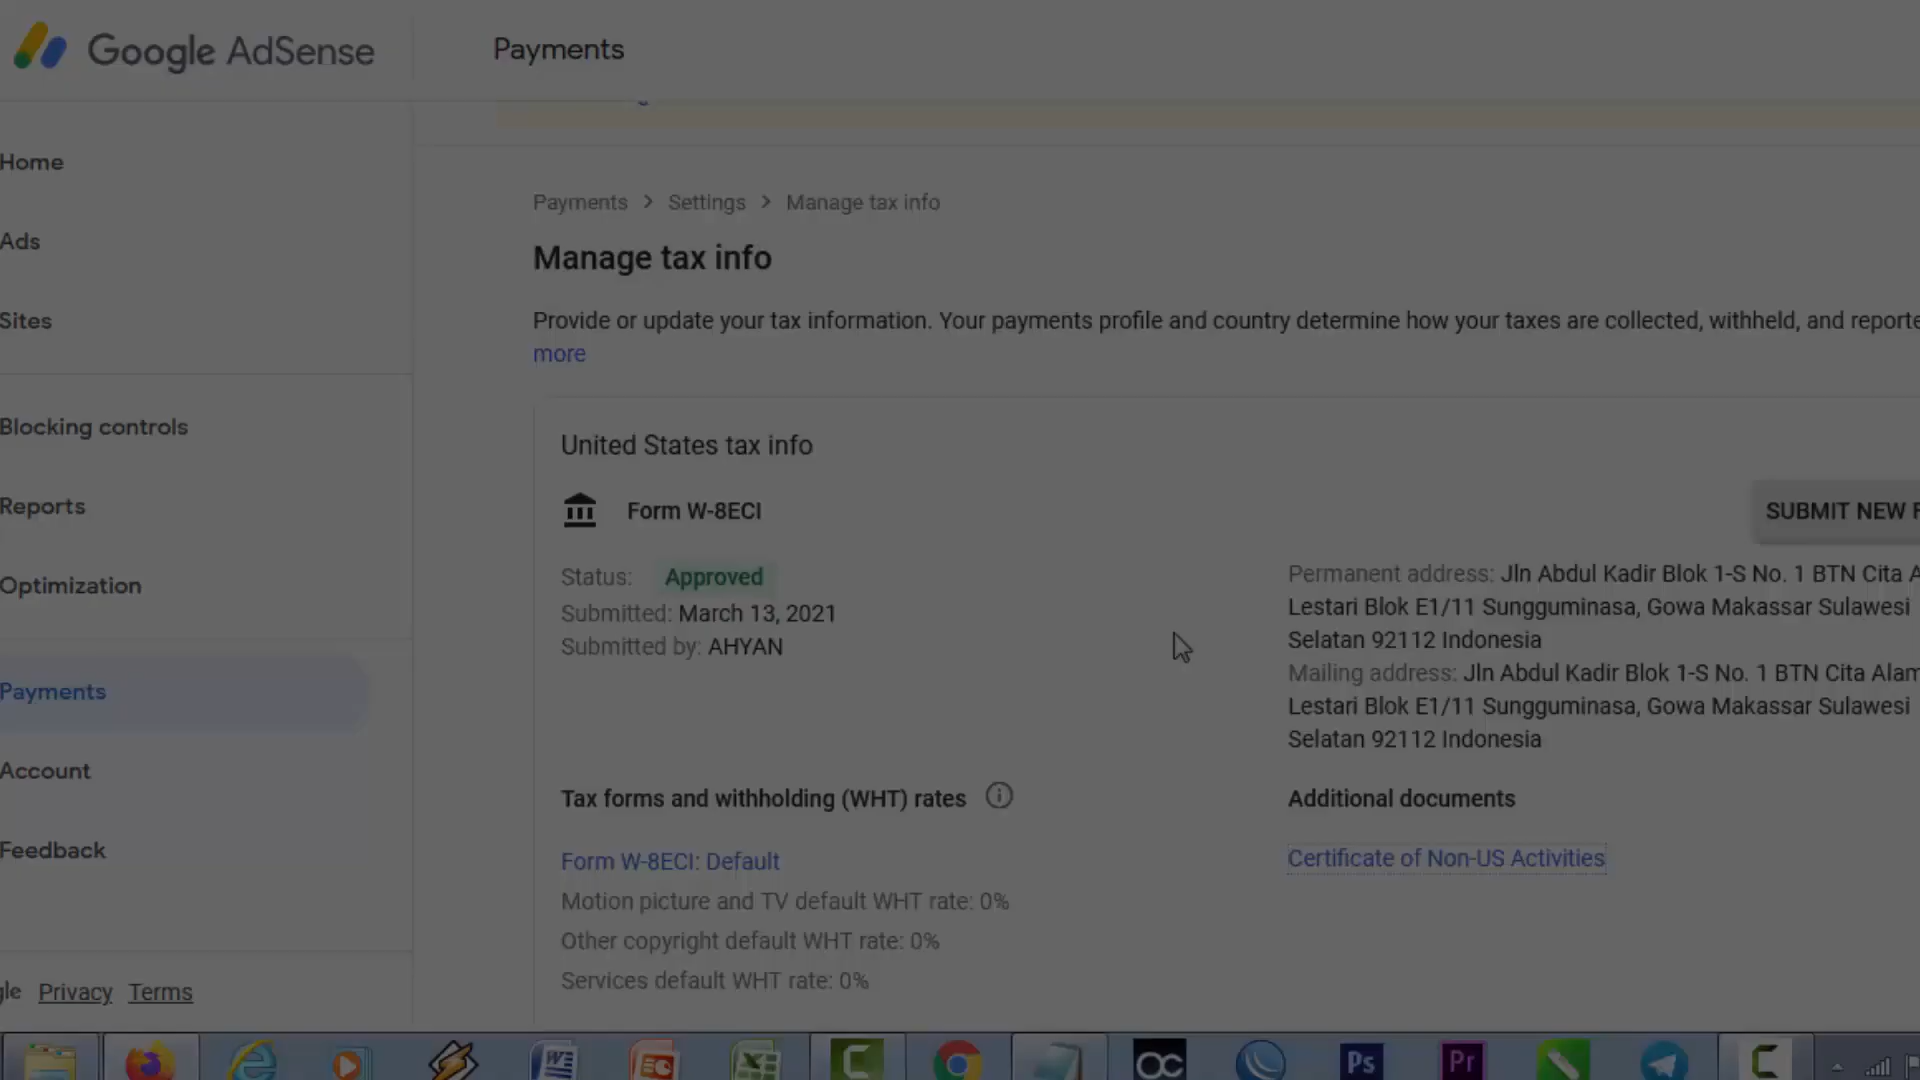 Google AdSense
Payments
Home
Ads
Sites
Blocking controls
Reports
Optimization
Payments
Account
Feedback
Privacy Terms
Payments > Settings > Manage tax info
Manage tax info
Provide or update your tax information. Your payments profile and country determine how your taxes are collected, withheld, and
more
United States tax info
Form W-8ECI
SUBMIT NEW
Status: Approved
Submitted: March 13, 2021
Submitted by: AHYAN
Permanent address: Jln Abdul Kadir Blok 1-S No. 1 BTN Cita
Lestari Blok E1/11 Sungguminasa, Gowa Makassar Sulawesi
Selatan 92112 Indonesia
Mailing address: Jln Abdul Kadir Blok 1-S No. 1 BTN Cita Alam
Lestari Blok E1/11 Sungguminasa, Gowa Makassar Sulawesi
Selatan 92112 Indonesia
Tax forms and withholding (WHT) rates
Form W-8ECI: Default
Motion picture and TV default WHT rate: 0%
Other copyright default WHT rate: 0%
Services default WHT rate: 0%
Additional documents
Certificate of Non-US Activities
Ps
Pr